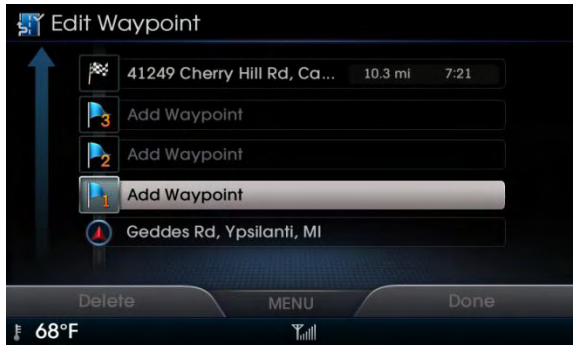 Edit Waypoint
41249 Cherry Hill Rd, Ca... 10.3 mi 7:21
3 Add Waypoint
2 Add Waypoint
1 Add Waypoint
Geddes Rd, Ypsilanti, MI
Delete MENU Done
68°F